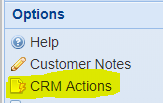 Options
Help
Customer Notes
CRM Actions